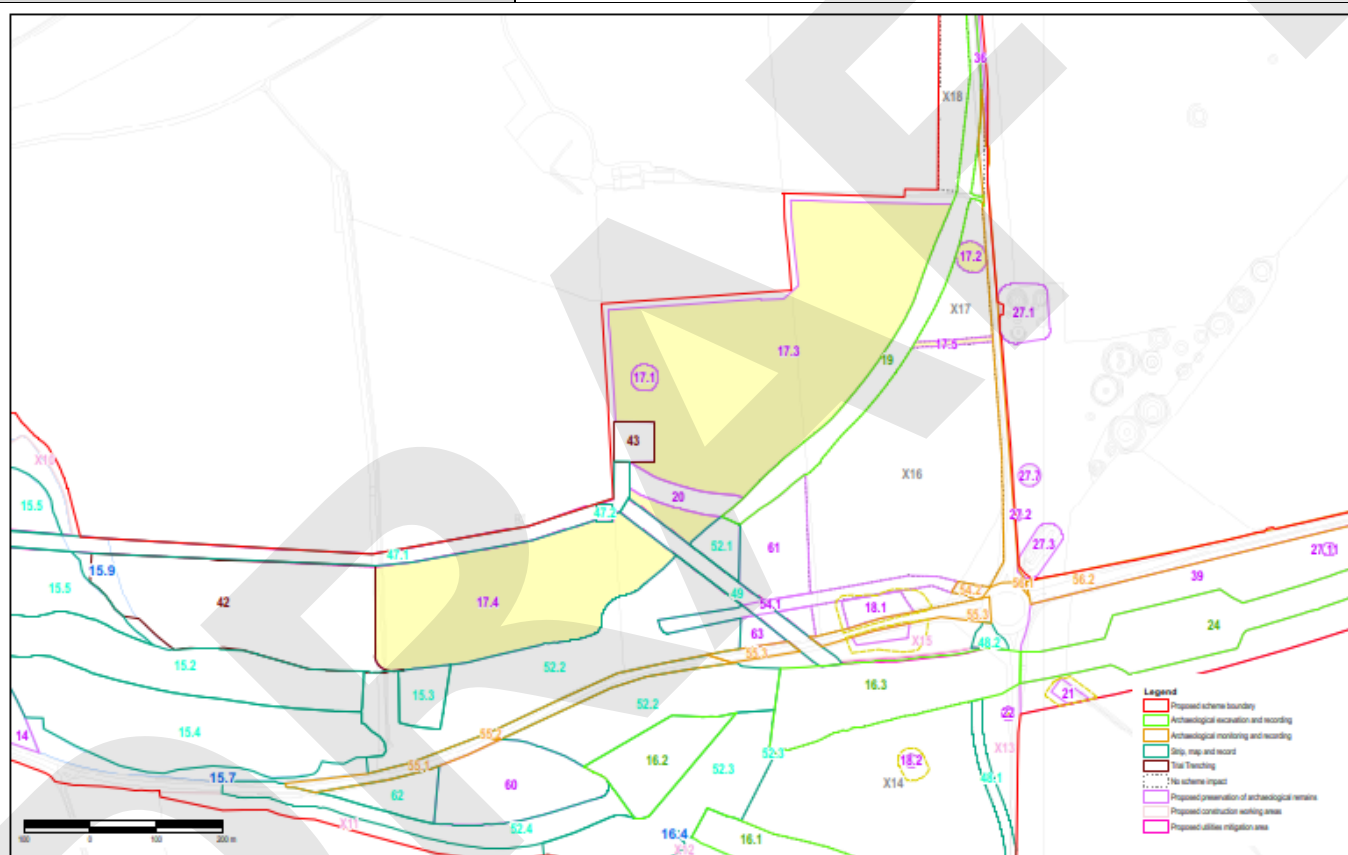 36
X18
17.2
27.1
X17
17.5
17.3
19
17.1
43
X16
20
X10
15.5
47.2
27.7
27.2
27.3
52.1
61
47.1
15.9
15.5
42
17.4
49
54.1
54.2
56.1
56.2
39
27.11
18.1
55.3
63
X15
48.2
24
55.3
15.2
52.2
16.3
15.3
52.2
21
22
14
15.4
55.2
52.3
X13
16.2
52.3
18.2
X14
48.1
55.1
15.7
60
62
X11
52.4
16.4
X12
16.1
Legend
Proposed scheme boundary
Archaeological excavation and recording
Archaeological monitoring and recording
Strip, map and record
Trial Trenching
No scheme impact
Proposed preservation of archaeological remains
Proposed construction working areas
Proposed utilities mitigation area
100 0 100 200 m